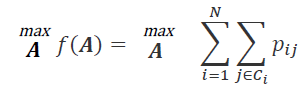 max A f(A) = max A ∑_{i=1}^{N} ∑_{j∈C_i} p_{ij}